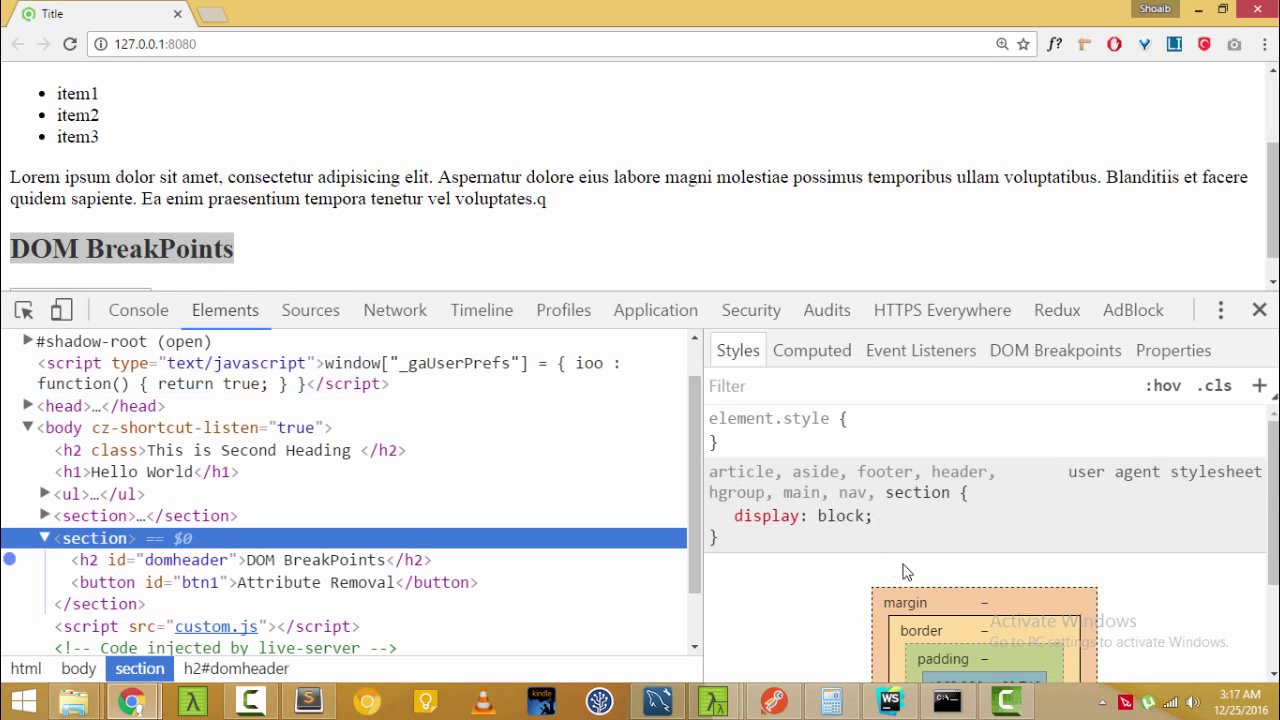 Title
Shoaib
127.0.0.1:8080
f?
LI
item1
item2
item3
Lorem ipsum dolor sit amet, consectetur adipisicing elit. Aspernatur dolore eius labore magni molestiae possimus temporibus ullam voluptatibus. Blanditiis et facere
quidem sapiente. Ea enim praesentium tempora tenetur vel voluptates.q
DOM BreakPoints
Console Elements Sources Network Timeline Profiles Application Security Audits HTTPS Everywhere Redux AdBlock
#shadow-root (open)
<script type="text/javascript">window["_gaUserPrefs"] = { ioo :
function() { return true; } }</script>
<head>…</head>
<body cz-shortcut-listen="true">
<h2 class>This is Second Heading </h2>
<h1>Hello World</h1>
<ul>…</ul>
<section>…</section>
<section> == $0
<h2 id="domheader">DOM BreakPoints</h2>
<button id="btn1">Attribute Removal</button>
</section>
<script src="custom.js"></script>
<!-- Code injected by live-server -->
html body section h2#domheader
Styles Computed Event Listeners DOM Breakpoints Properties
Filter :hov .cls +
element.style {
}
article, aside, footer, header, user agent stylesheet
hgroup, main, nav, section {
display: block;
}
margin –
border –
padding –
Activate Windows
Go to PC settings to activate Windows.
kindle
WS
3:17 AM
12/25/2016